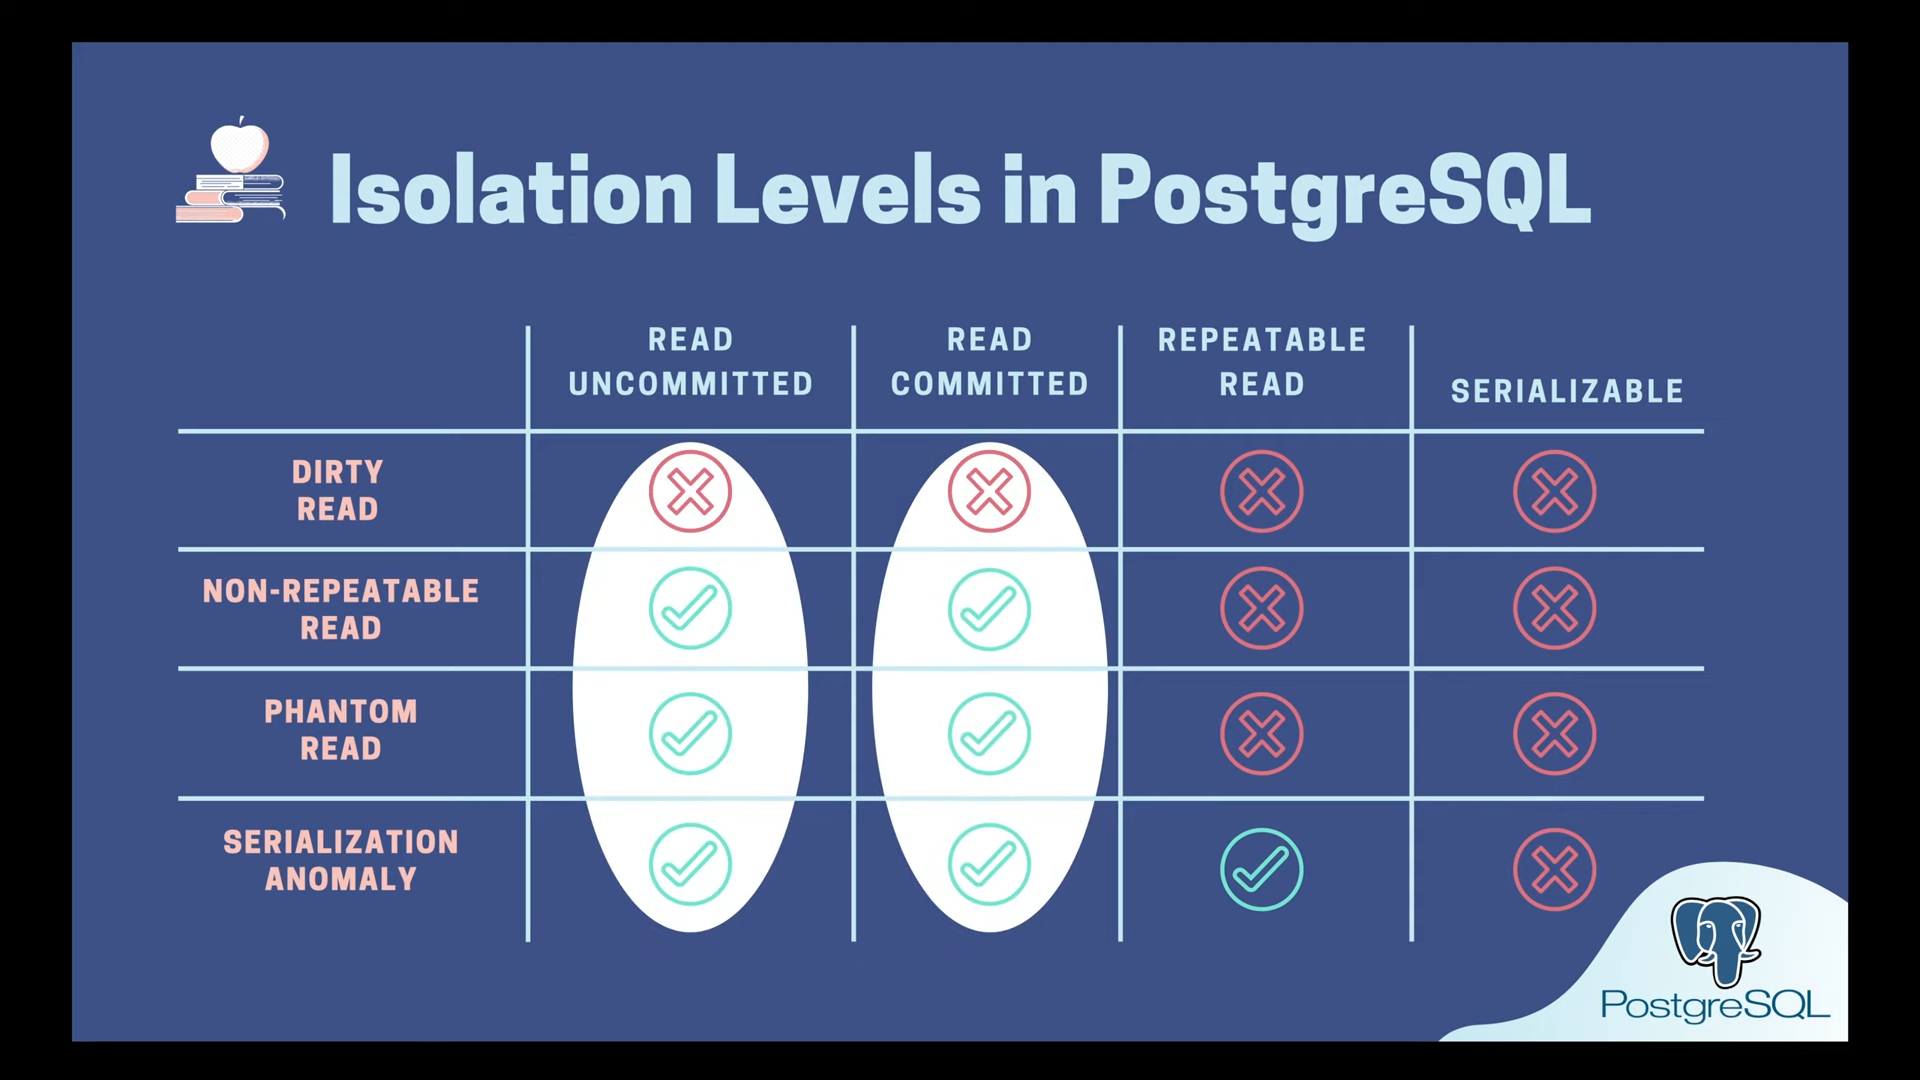 Isolation Levels in PostgreSQL
READ
UNCOMMITTED
READ
COMMITTED
REPEATABLE
READ
SERIALIZABLE
DIRTY
READ
NON-REPEATABLE
READ
PHANTOM
READ
SERIALIZATION
ANOMALY
PostgreSQL